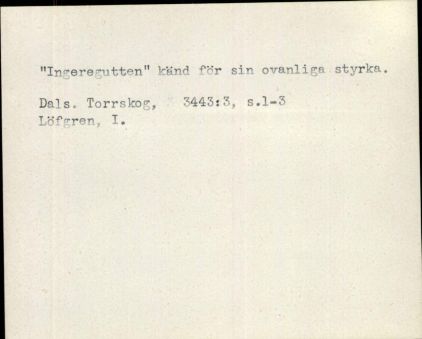 "Ingeregutten" känd för sin ovanliga styrka.
Dals. Torrskog, 3443:3, s.1-3
Löfgren, I.